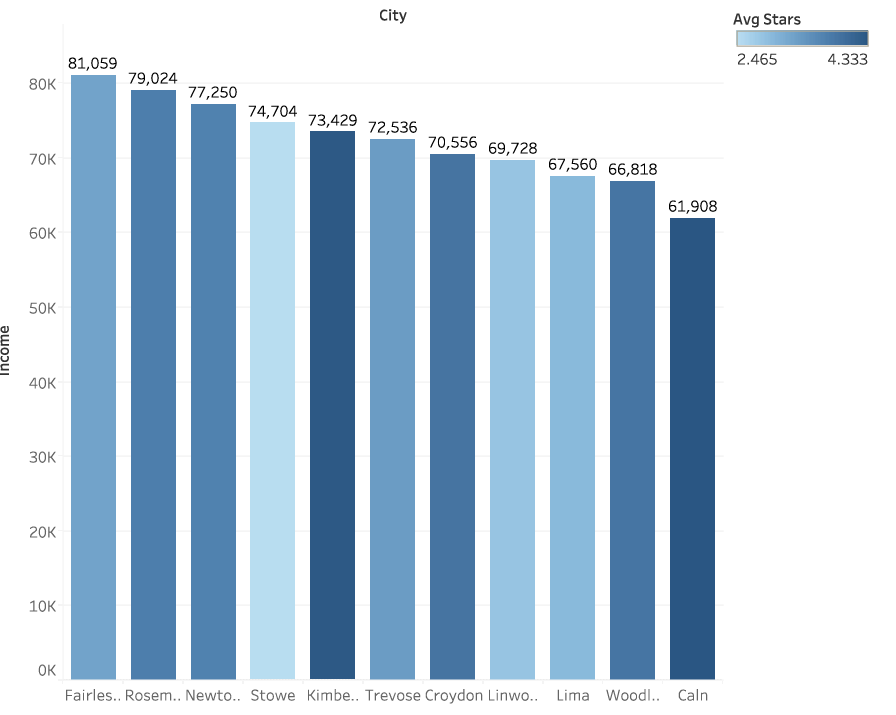 City
Avg Stars
2.465 4.333
81,059
79,024
77,250
74,704
73,429
72,536
70,556
69,728
67,560
66,818
61,908
80K
70K
60K
50K
40K
30K
20K
10K
0K
Income
Fairles.. Rosem.. Newto.. Stowe Kimbe.. Trevose Croydon Linwo.. Lima Woodl.. Caln